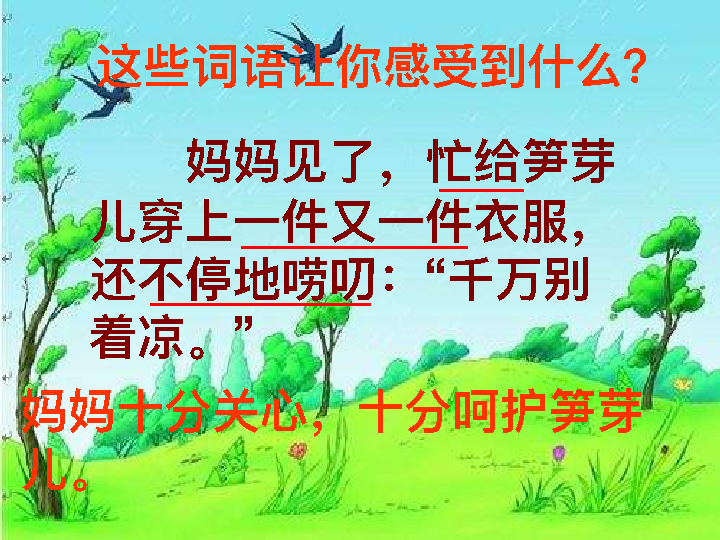 这些词语让你感受到什么？
妈妈见了，忙给笋芽
儿穿上一件又一件衣服，
还不停地唠叨：“千万别
着凉。”
妈妈十分关心，十分呵护笋芽
儿。